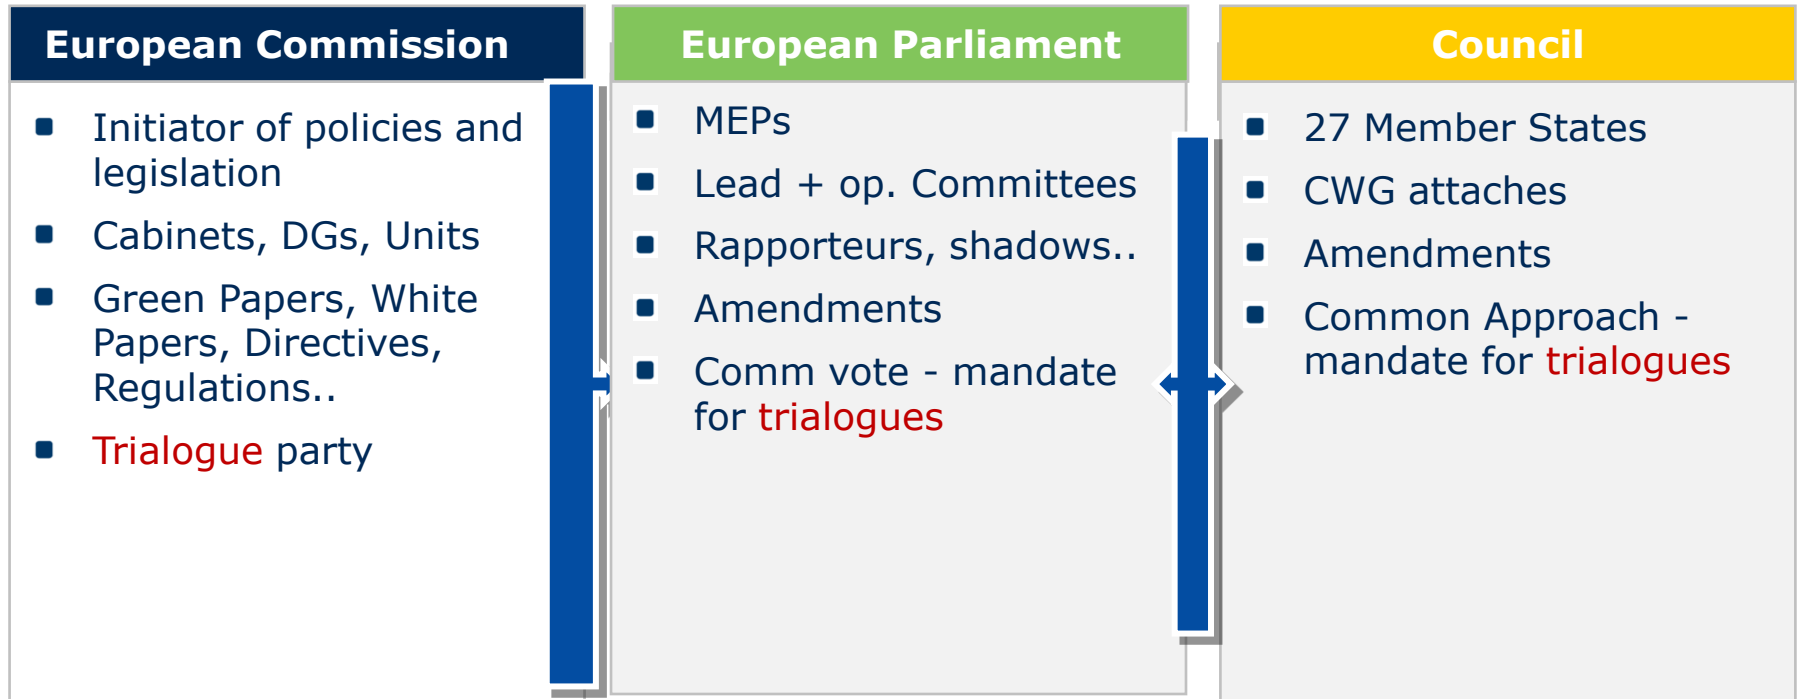 European Commission
Initiator of policies and
legislation
Cabinets, DGs, Units
Green Papers, White
Papers, Directives,
Regulations..
Trialogue party
European Parliament
MEPs
Lead + op. Committees
Rapporteurs, shadows..
Amendments
Comm vote - mandate
for trialogues
Council
27 Member States
CWG attaches
Amendments
Common Approach -
mandate for trialogues